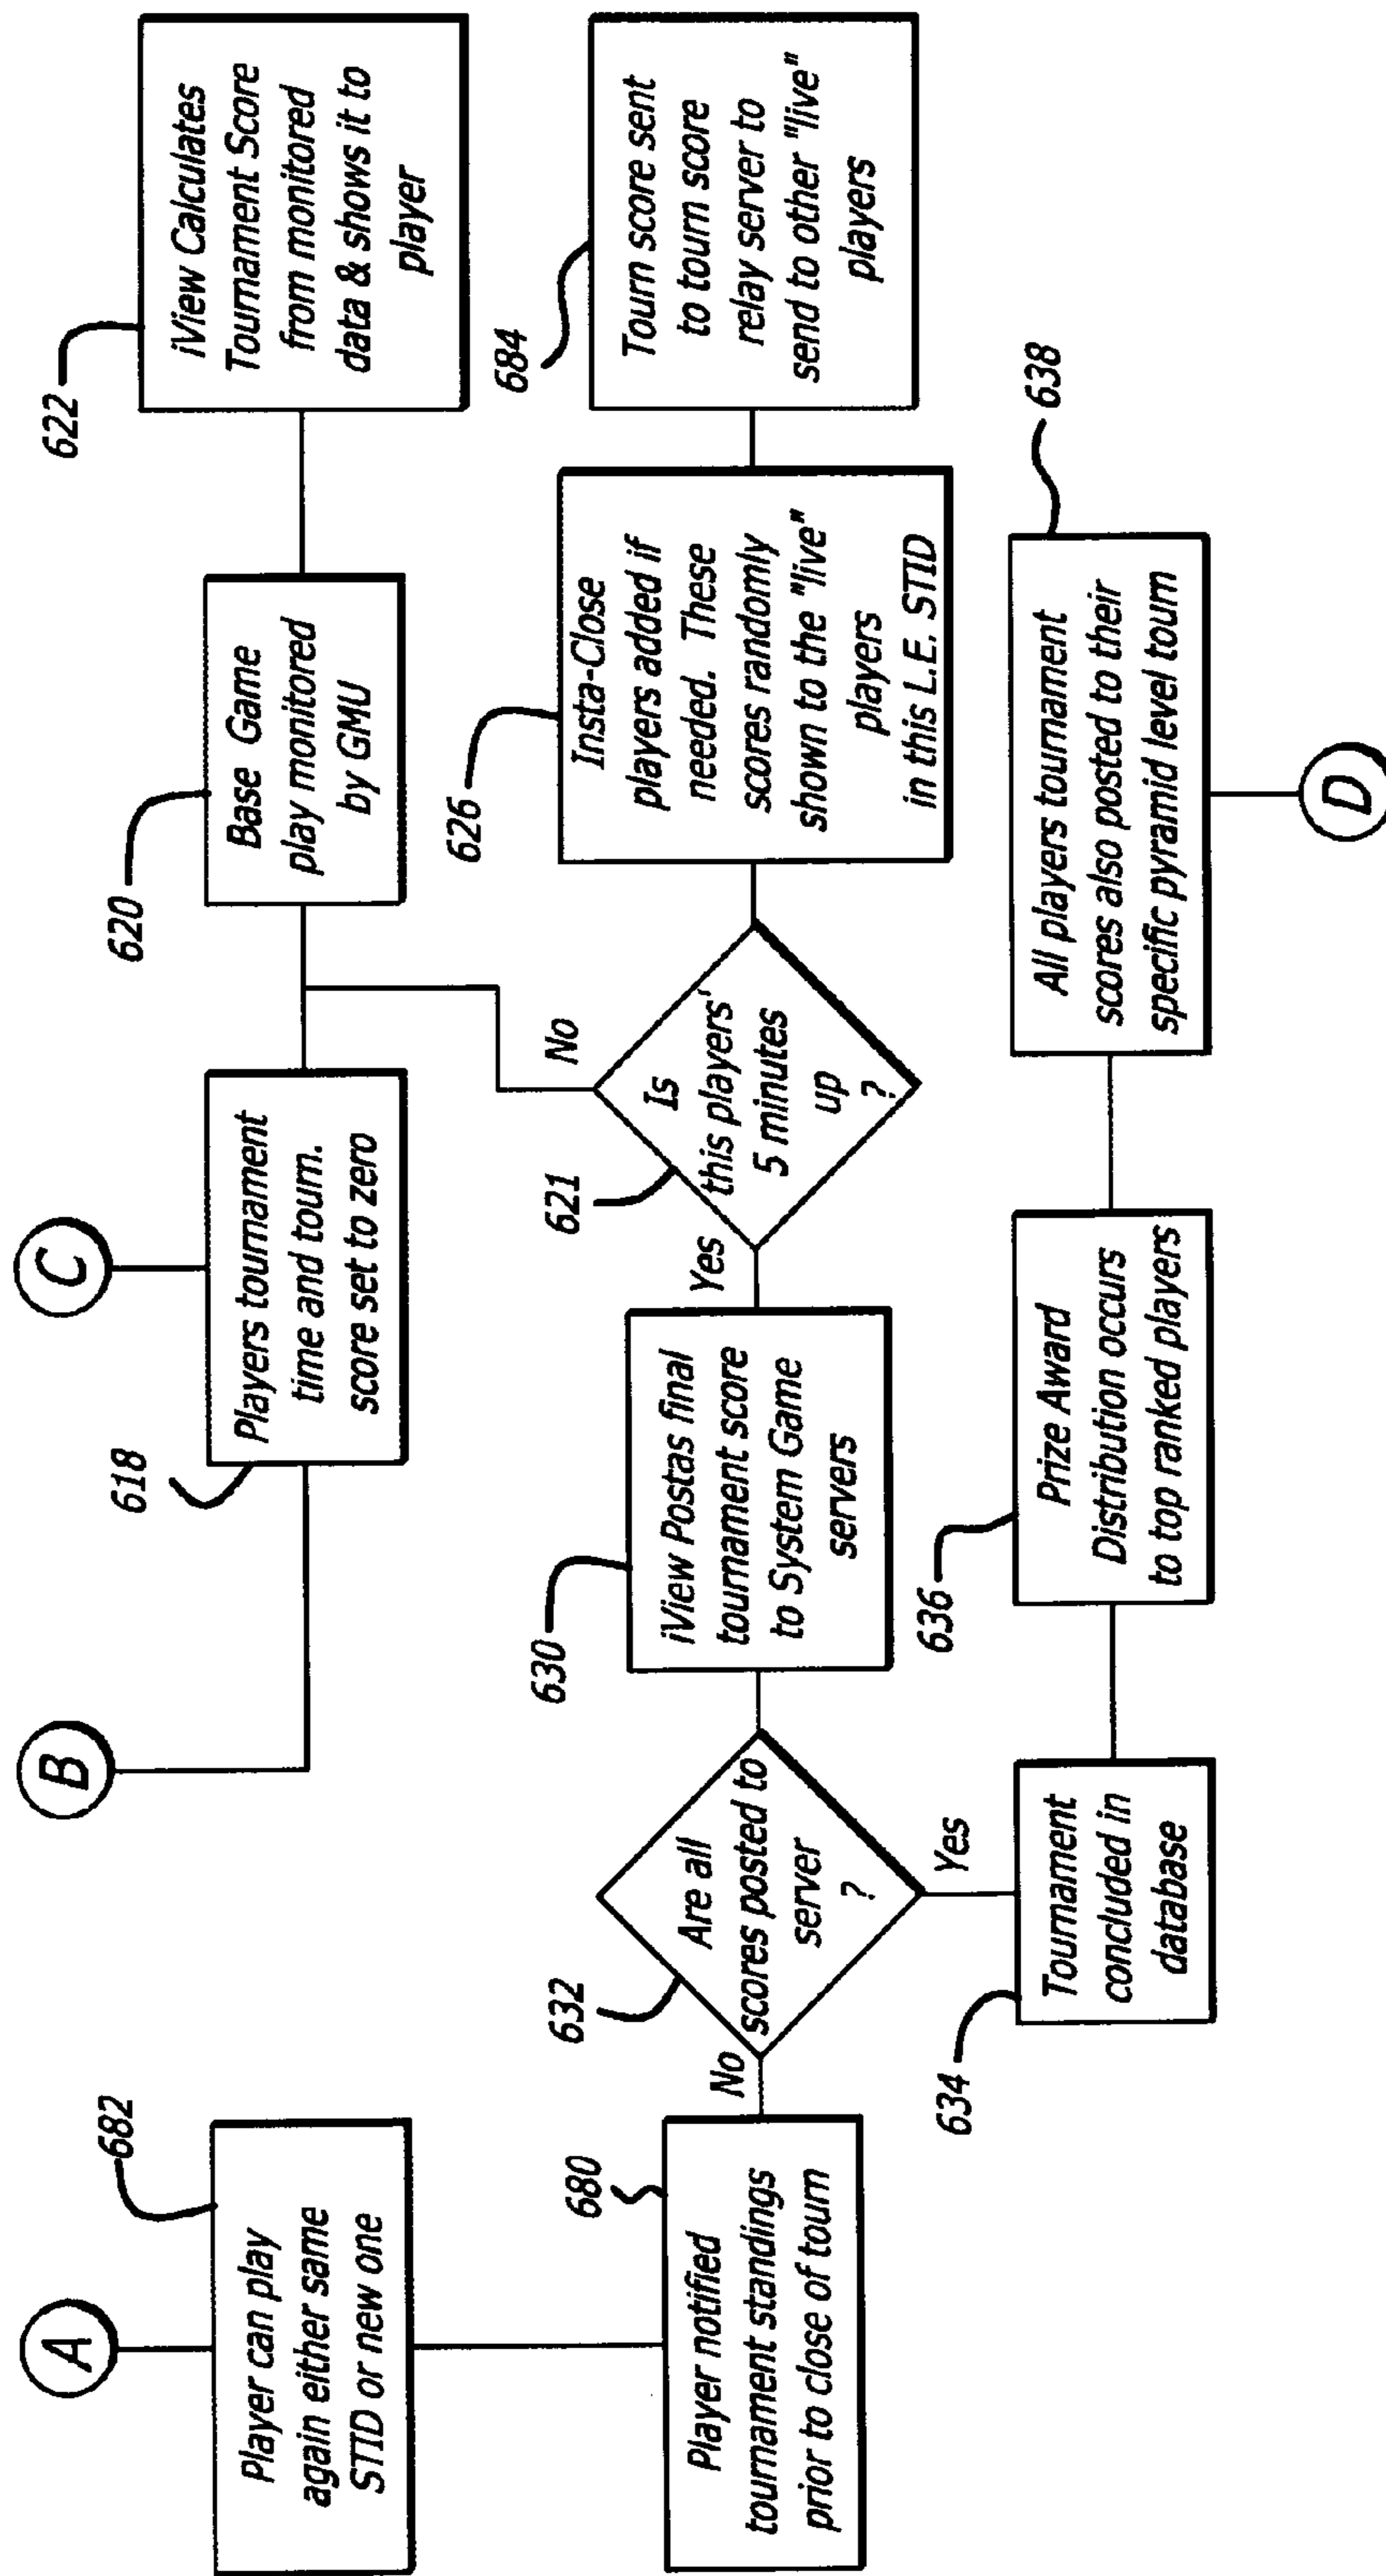 A
B
C
682
Player can play
again either same
STID or new one
618
Players tournament
time and tourn.
score set to zero
620
Base Game
play monitored
by GMU
622
iView Calculates
Tournament Score
from monitored
data & shows it to
player
680
Player notified
tournament standings
prior to close of tourn
No
632
Are all
scores posted to
server
?
Yes
630
iView Postas final
tournament score
to System Game
servers
Yes
621
Is
this players'
5 minutes
up
?
No
626
Insta-Close
players added if
needed. These
scores randomly
shown to the "live"
players
in this L.E. STID
684
Tourn score sent
to tourn score
relay server to
send to other "live"
players
634
Tournament
concluded in
database
636
Prize Award
Distribution occurs
to top ranked players
638
All players tournament
scores also posted to their
specific pyramid level tourn
D